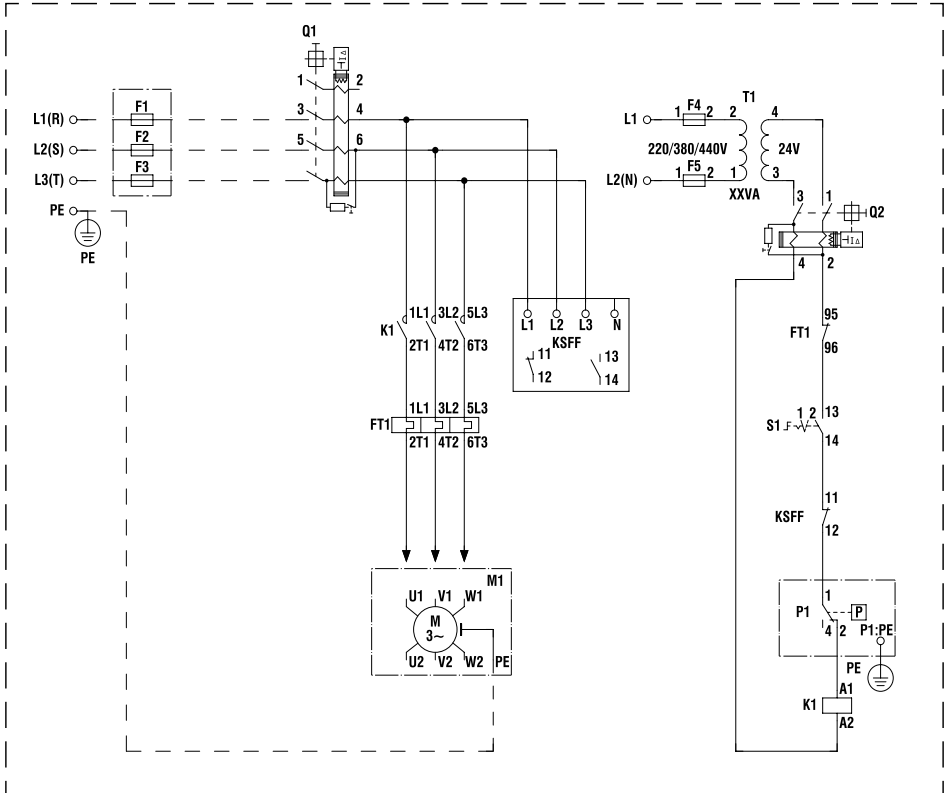 Q1
I Δ
1 2
L1(R) F1 3 4
L2(S) F2 5 6
L3(T) F3
PE
PE
T1
L1 1 F4 2 2 4
220/380/440V 24V
L2(N) 1 F5 2 1 3
XXVA
3 1 Q2
I Δ
4 2
K1 1L1 3L2 5L3
2T1 4T2 6T3
L1 L2 L3 N
KSFF
11 13
12 14
FT1 1L1 3L2 5L3
2T1 4T2 6T3
95
FT1
96
1 2 13
S1
14
11
KSFF
12
M1
U1 V1 W1
M
3~
U2 V2 W2 PE
1
P1 P
4 2 P1:PE
PE
A1
K1
A2